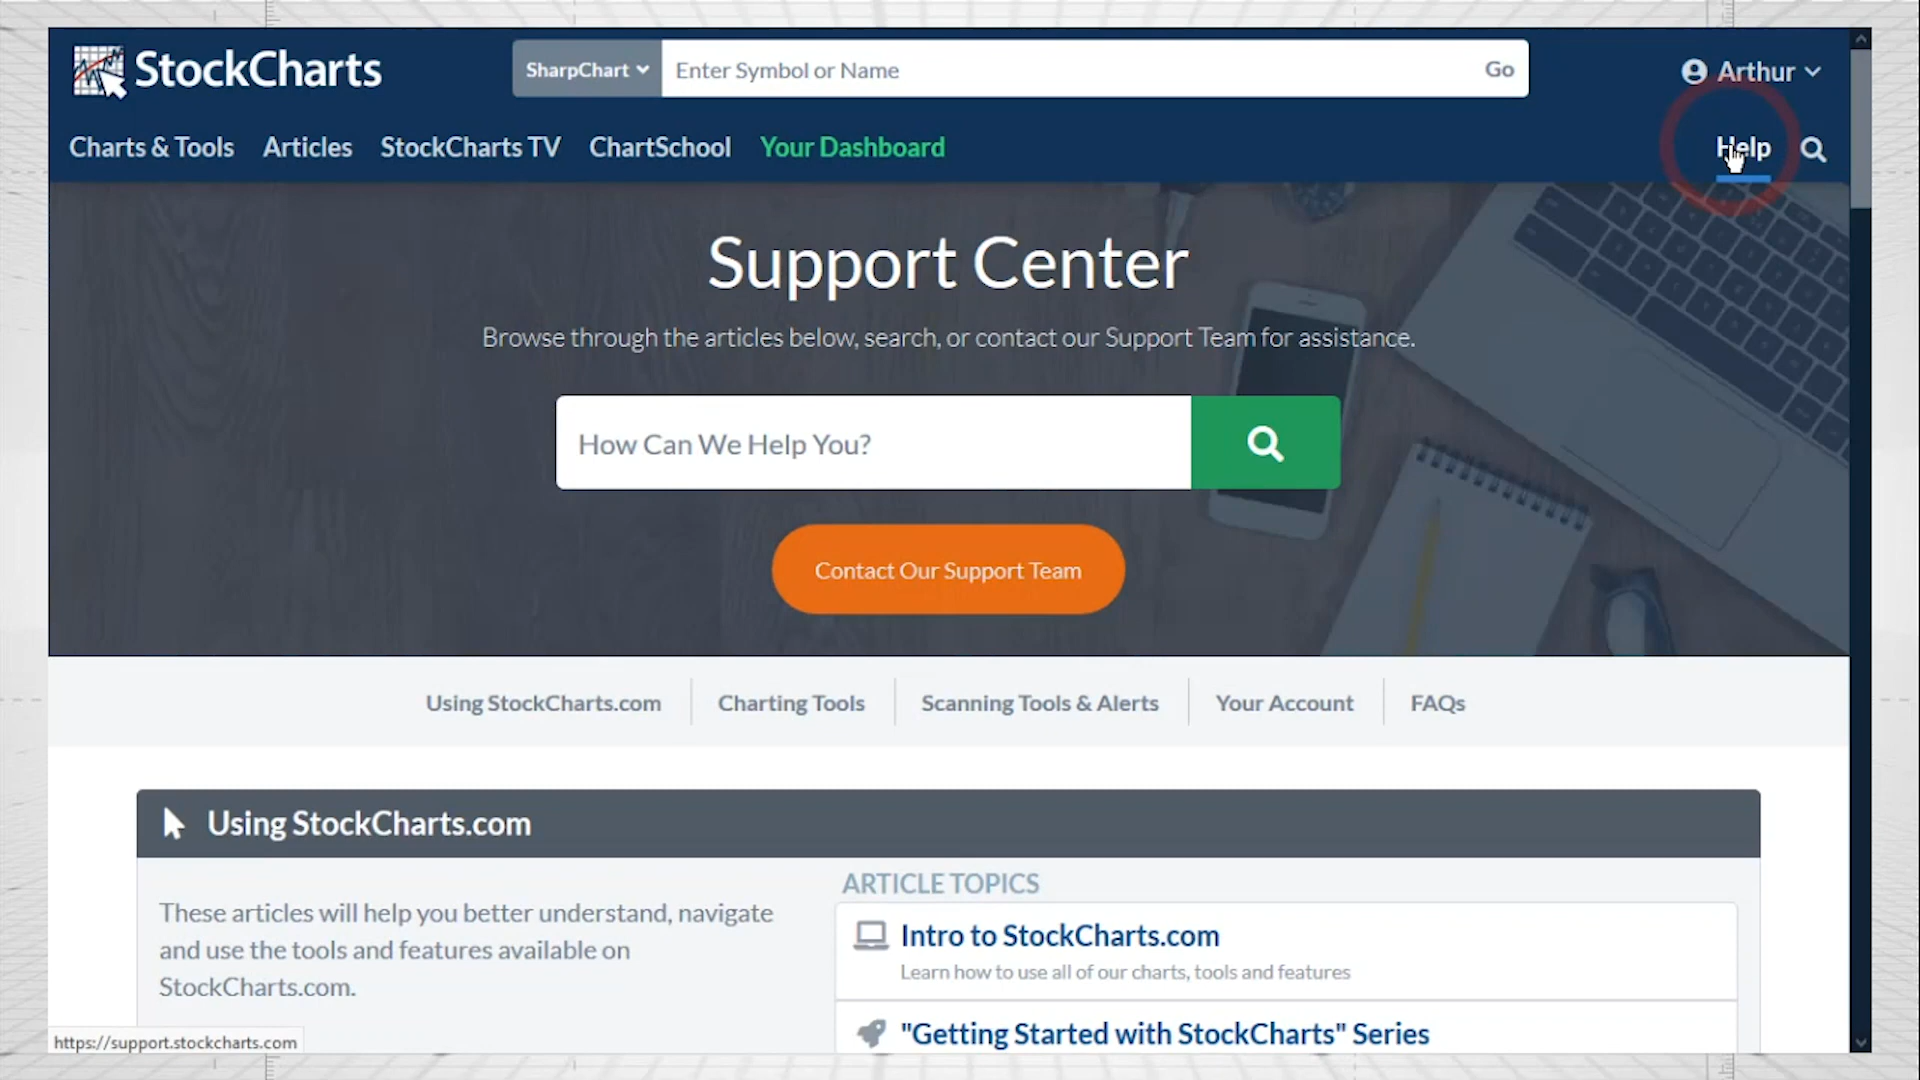 StockCharts
SharpChart
Enter Symbol or Name
Go
Arthur
Charts & Tools
Articles
StockCharts TV
ChartSchool
Your Dashboard
Help
Support Center
Browse through the articles below, search, or contact our Support Team for assistance.
How Can We Help You?
Contact Our Support Team
Using StockCharts.com
Charting Tools
Scanning Tools & Alerts
Your Account
FAQs
Using StockCharts.com
These articles will help you better understand, navigate
and use the tools and features available on
StockCharts.com.
ARTICLE TOPICS
Intro to StockCharts.com
Learn how to use all of our charts, tools and features
"Getting Started with StockCharts" Series
https://support.stockcharts.com